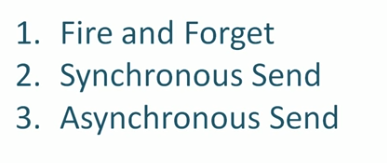 1. Fire and Forget
2. Synchronous Send
3. Asynchronous Send